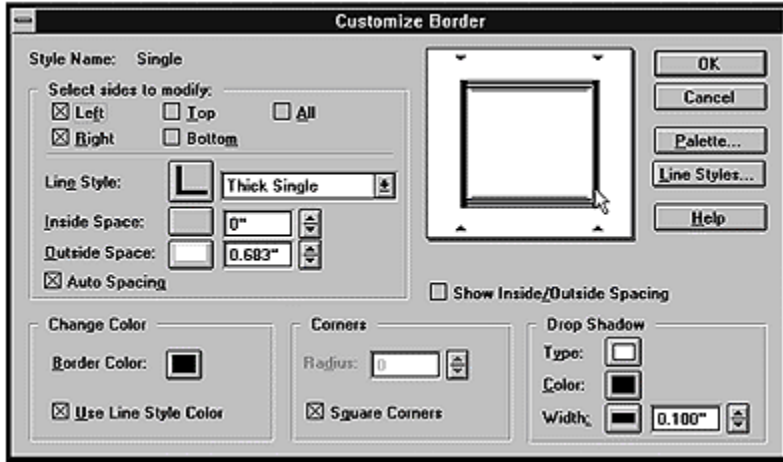 Customize Border
Style Name: Single
Select sides to modify:
Left Top All
Right Bottom
Line Style: Thick Single
Inside Space: 0"
Outside Space: 0.683"
Auto Spacing
OK
Cancel
Palette...
Line Styles...
Help
Show Inside/Outside Spacing
Change Color
Border Color:
Use Line Style Color
Corners
Radius: 0
Square Corners
Drop Shadow
Type:
Color:
Width: 0.100"